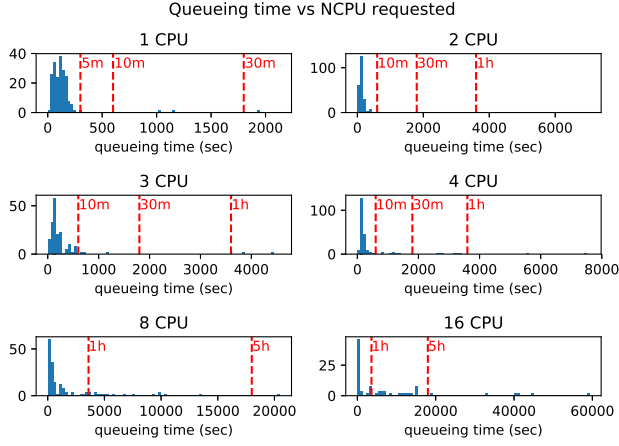 Queueing time vs NCPU requested
1 CPU
40
20
0
5m 10m 30m
0 500 1000 1500 2000
queueing time (sec)
2 CPU
100
0
10m 30m 1h
0 2000 4000 6000
queueing time (sec)
3 CPU
50
0
10m 30m 1h
0 1000 2000 3000 4000
queueing time (sec)
4 CPU
100
0
10m 30m 1h
0 2000 4000 6000 8000
queueing time (sec)
8 CPU
50
0
1h 5h
0 5000 10000 15000 20000
queueing time (sec)
16 CPU
25
0
1h 5h
0 20000 40000 60000
queueing time (sec)